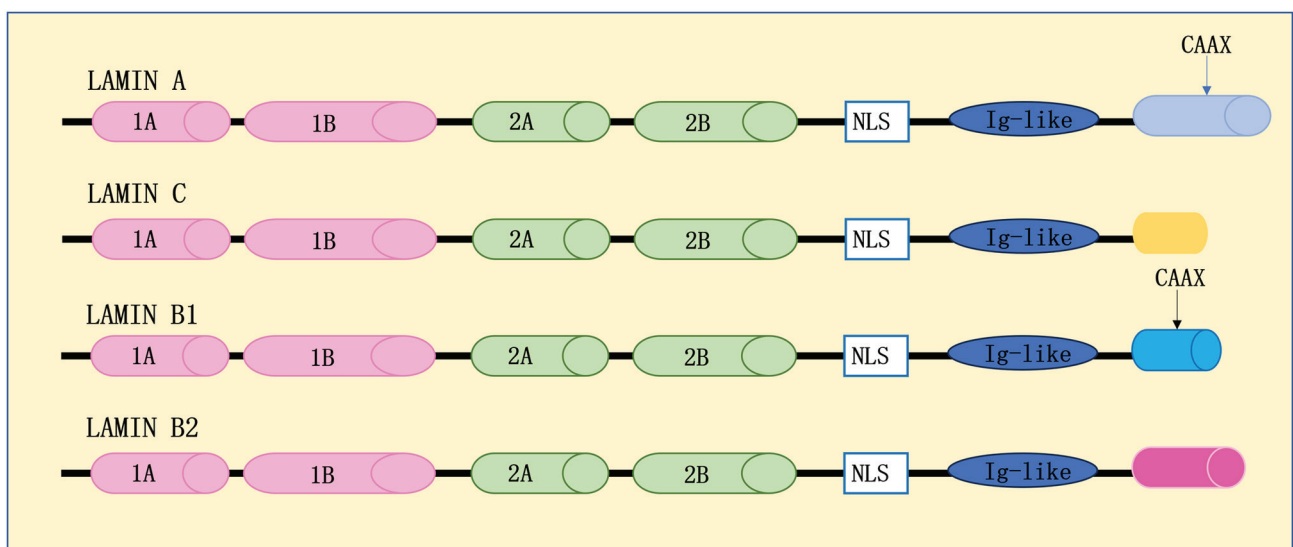 CAAX
LAMIN A
1A 1B 2A 2B NLS Ig-like
LAMIN C
1A 1B 2A 2B NLS Ig-like
CAAX
LAMIN B1
1A 1B 2A 2B NLS Ig-like
LAMIN B2
1A 1B 2A 2B NLS Ig-like